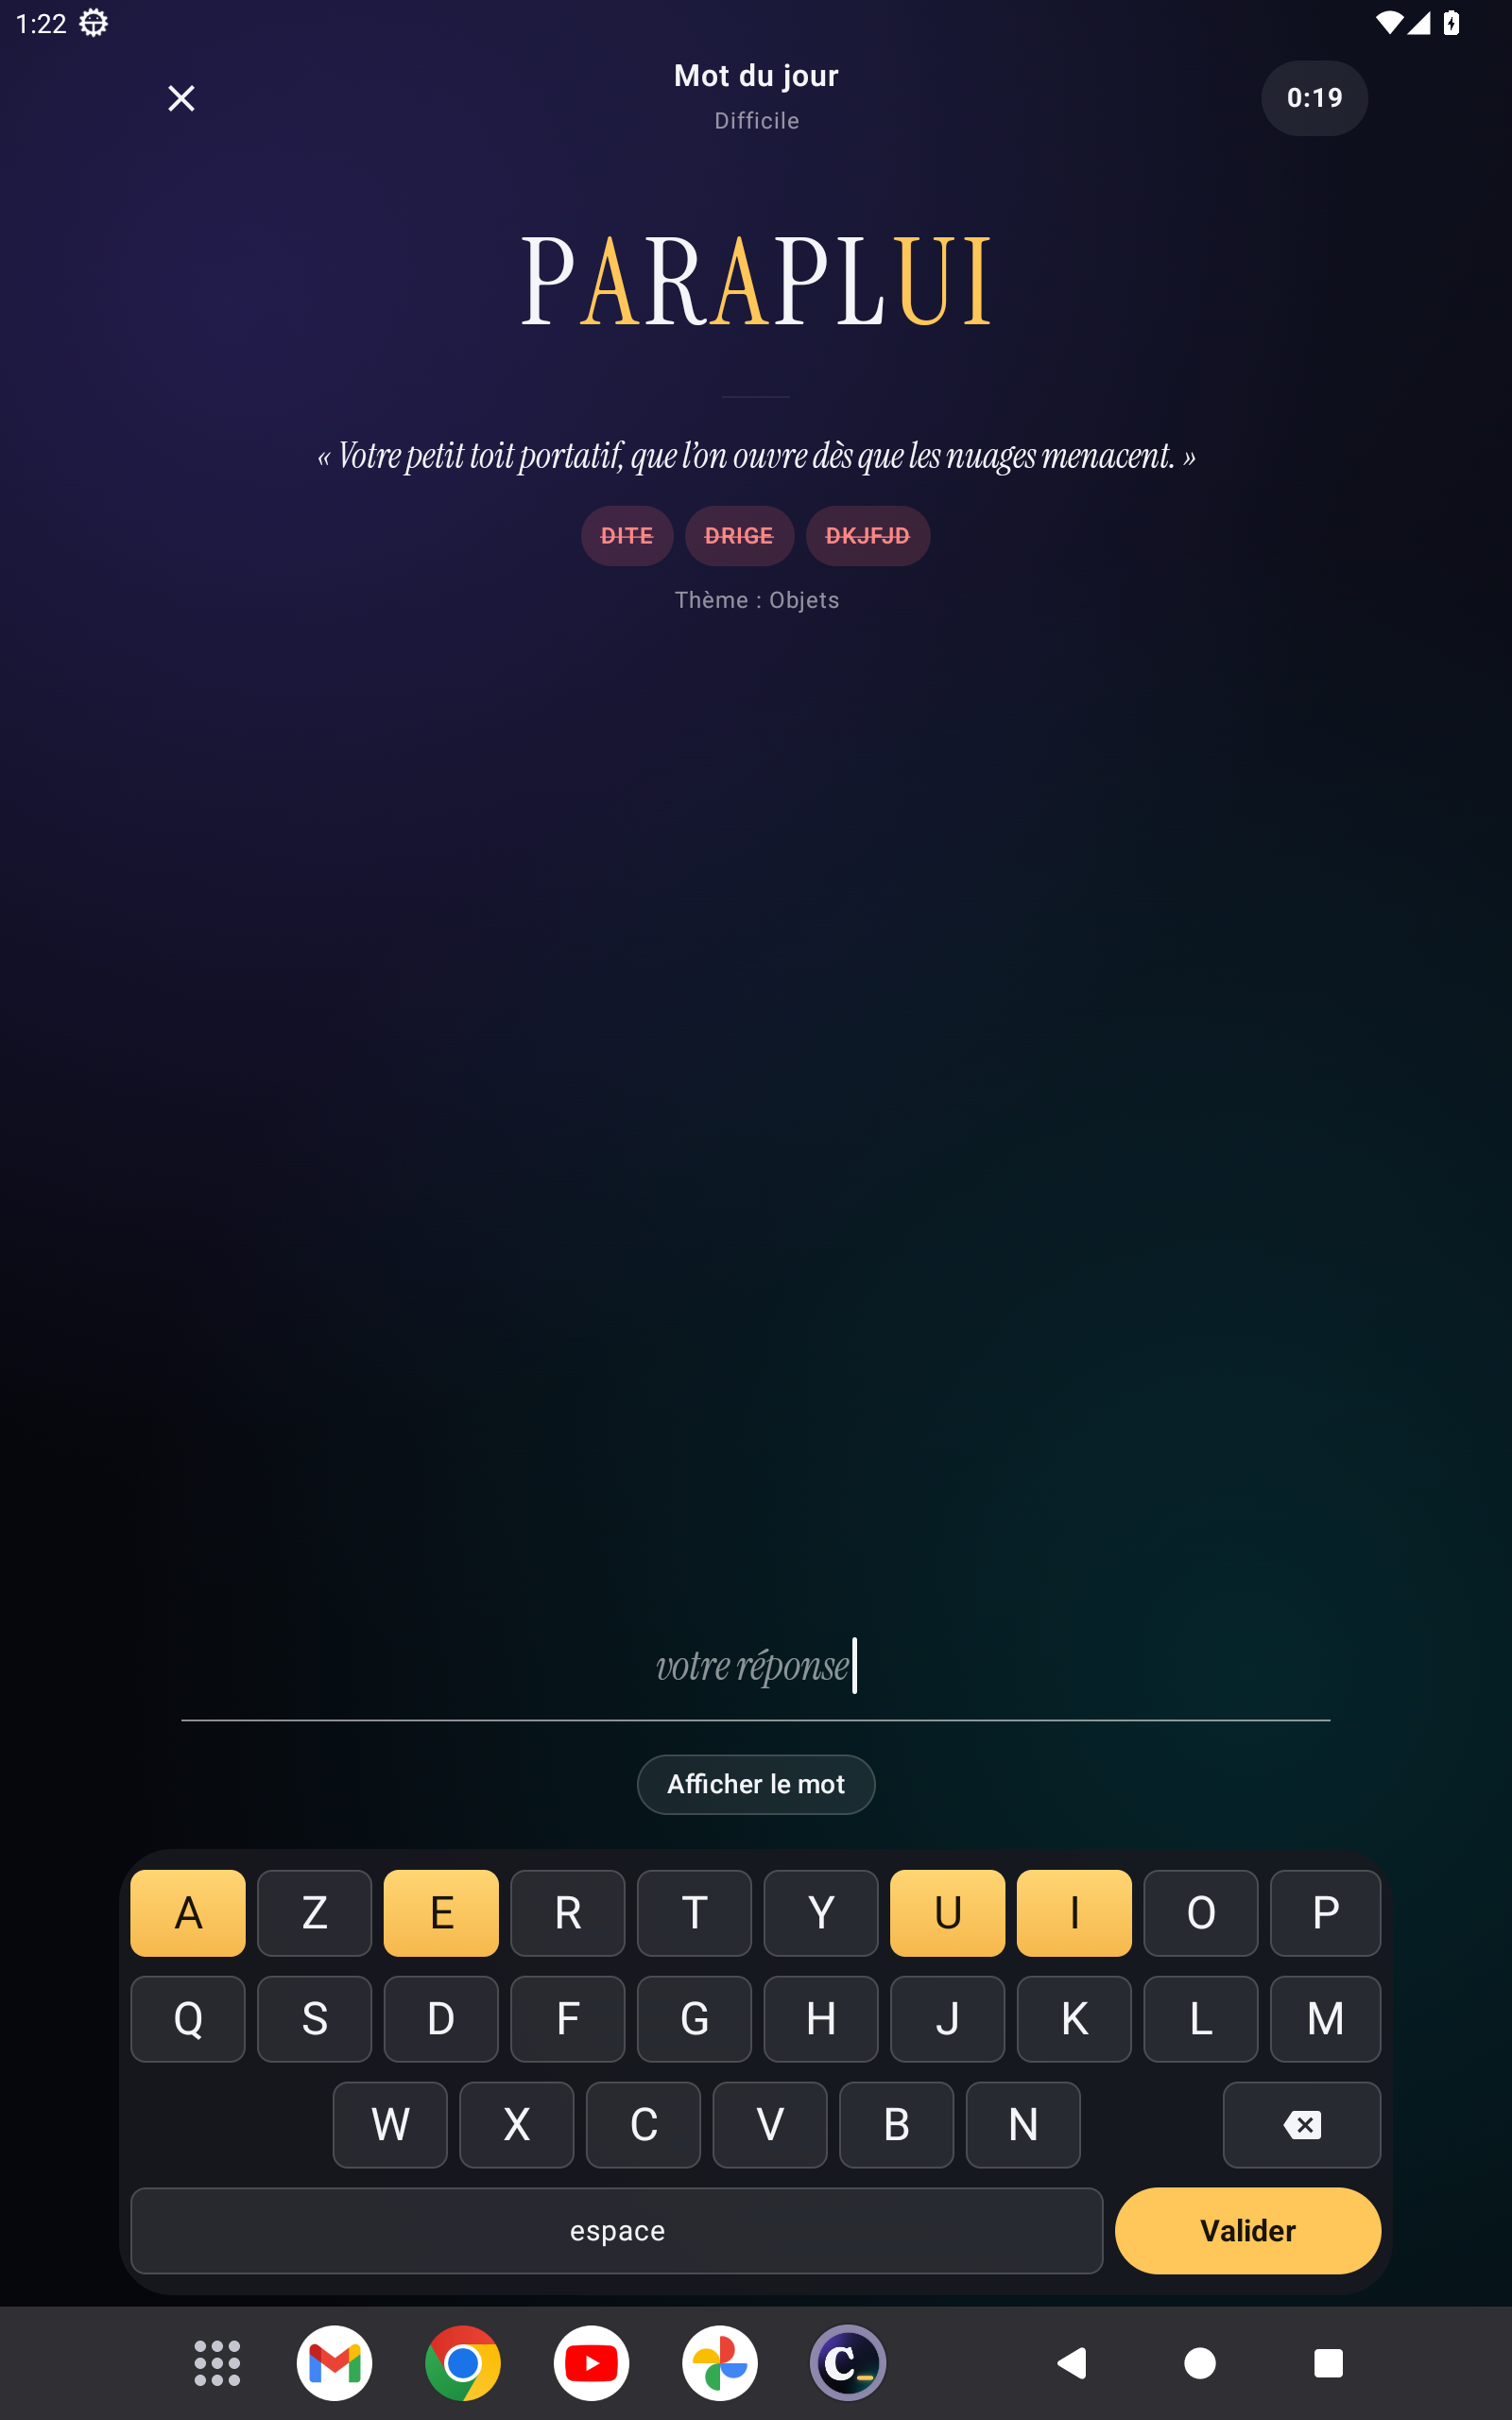 1:22
Mot du jour
0:19
Difficile
PARAPLUI
« Votre petit toit portatif, que l’on ouvre dès que les nuages menacent. »
DITE DRIGE DKJFJD
Thème : Objets
votre réponse
Afficher le mot
A Z E R T Y U I O P
Q S D F G H J K L M
W X C V B N
espace Valider
C_